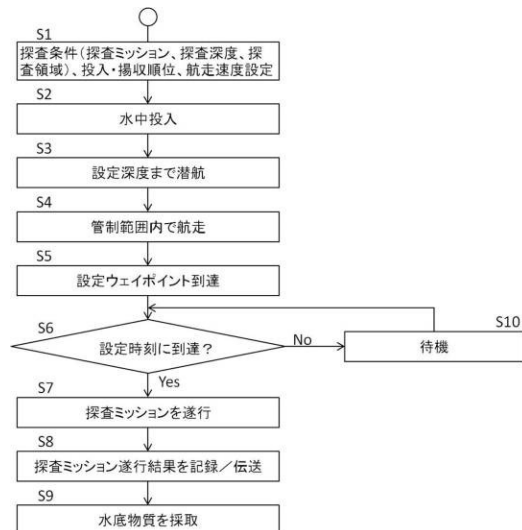 S1
探査条件(探査ミッション、探査深度、探
査領域)、投入・揚収順位、航走速度設定
S2
水中投入
S3
設定深度まで潜航
S4
管制範囲内で航走
S5
設定ウェイポイント到達
S6
設定時刻に到達?
No
S10
待機
Yes
S7
探査ミッションを遂行
S8
探査ミッション遂行結果を記録/伝送
S9
水底物質を採取